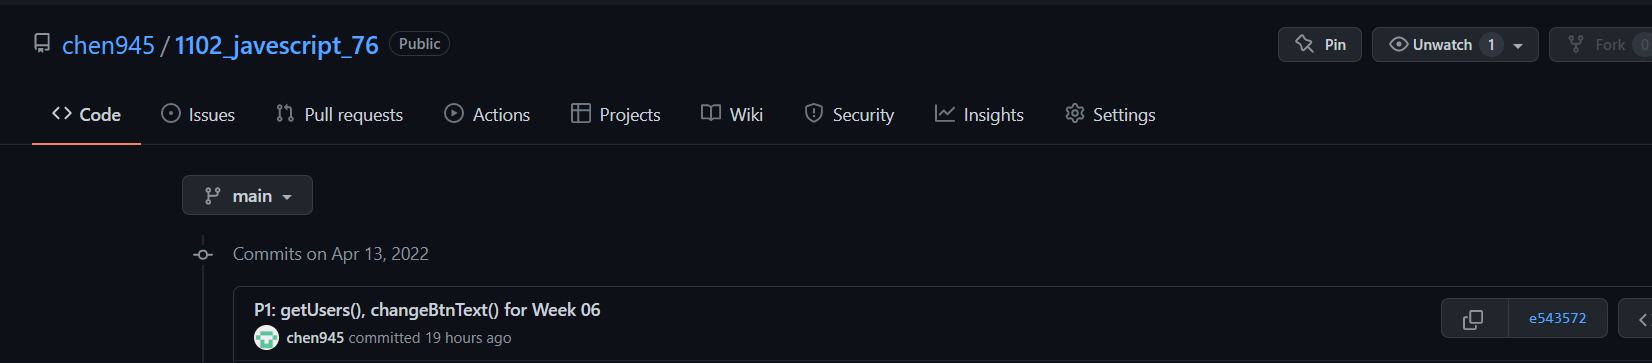 chen945 / 1102_javescript_76 Public Pin Unwatch 1 Fork 0
Code Issues Pull requests Actions Projects Wiki Security Insights Settings
main
Commits on Apr 13, 2022
P1: getUsers(), changeBtnText() for Week 06
e543572
chen945 committed 19 hours ago